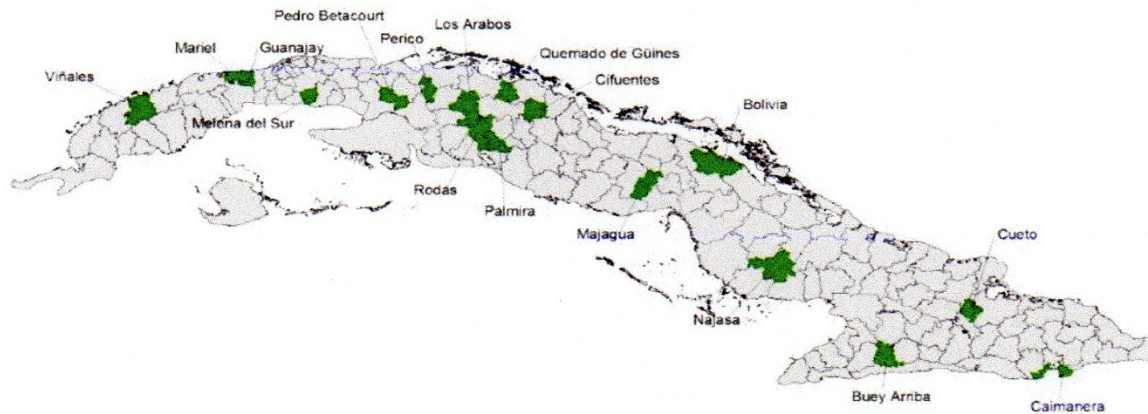 Pedro Betacourt
Los Arabos
Mariel
Guanajay
Perico
Quemado de Güines
Viñales
Cifuentes
Bolivia
Melena del Sur
Rodas
Palmira
Majagua
Cueto
Najasa
Buey Arriba
Caimanera